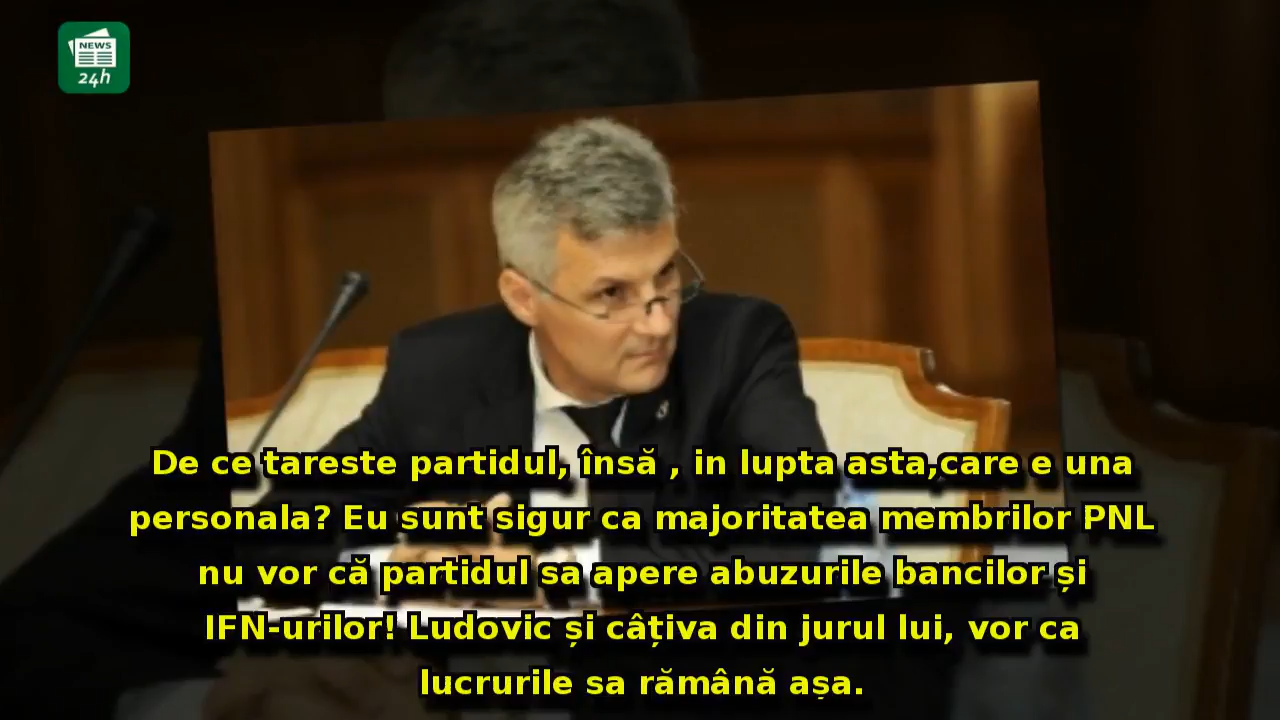 NEWS
24h
De ce tareste partidul, însă , in lupta asta,care e una
personala? Eu sunt sigur ca majoritatea membrilor PNL
nu vor că partidul sa apere abuzurile bancilor și
IFN-urilor! Ludovic și câțiva din jurul lui, vor ca
lucrurile sa rămână așa.